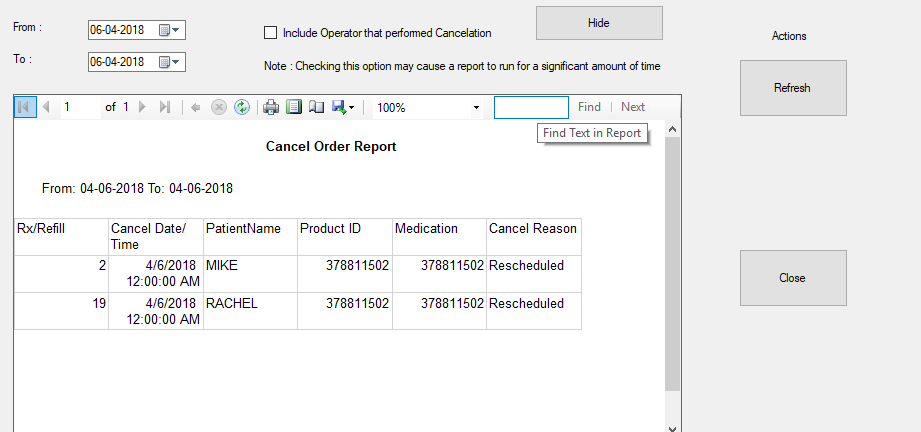 From :
06-04-2018
Include Operator that performed Cancelation
Hide
Actions
To :
06-04-2018
Note : Checking this option may cause a report to run for a significant amount of time
Refresh
1 of 1 100% Find | Next
Find Text in Report
Cancel Order Report
From: 04-06-2018 To: 04-06-2018
Rx/Refill Cancel Date/ PatientName Product ID Medication Cancel Reason
Time
2 4/6/2018 MIKE 378811502 378811502 Rescheduled
12:00:00 AM
19 4/6/2018 RACHEL 378811502 378811502 Rescheduled
12:00:00 AM
Close